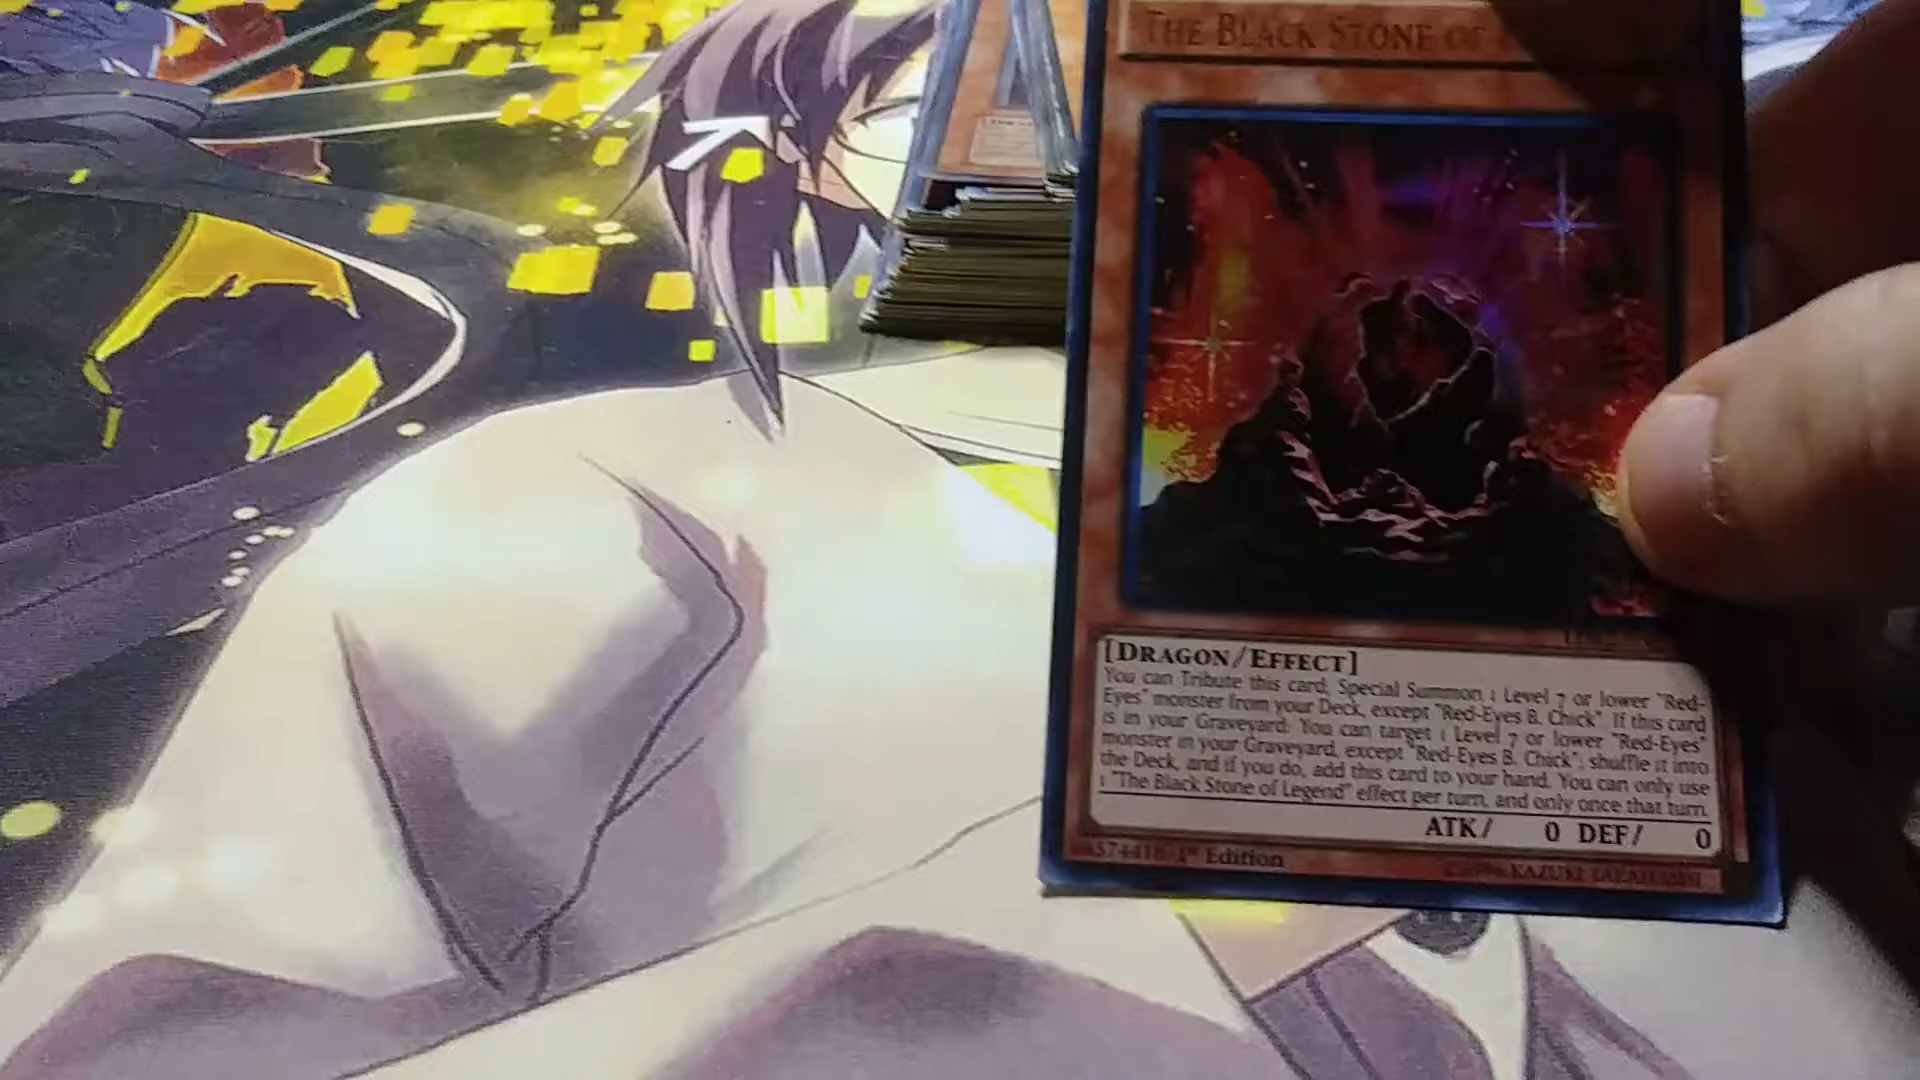 THE BLACK STONE OF
[DRAGON/EFFECT]
You can Tribute this card, Special Summon 1 Level 7 or lower "Red-
Eyes" monster from your Deck, except "Red-Eyes B. Chick". If this card
is in your Graveyard: You can target 1 Level 7 or lower "Red-Eyes"
monster in your Graveyard, except "Red-Eyes B. Chick"; shuffle it into
the Deck, and if you do, add this card to your hand. You can only use
1 "The Black Stone of Legend" effect per turn, and only once that turn.
ATK/ 0 DEF/ 0
1st Edition
©1996 KAZUKI TAKAHASHI